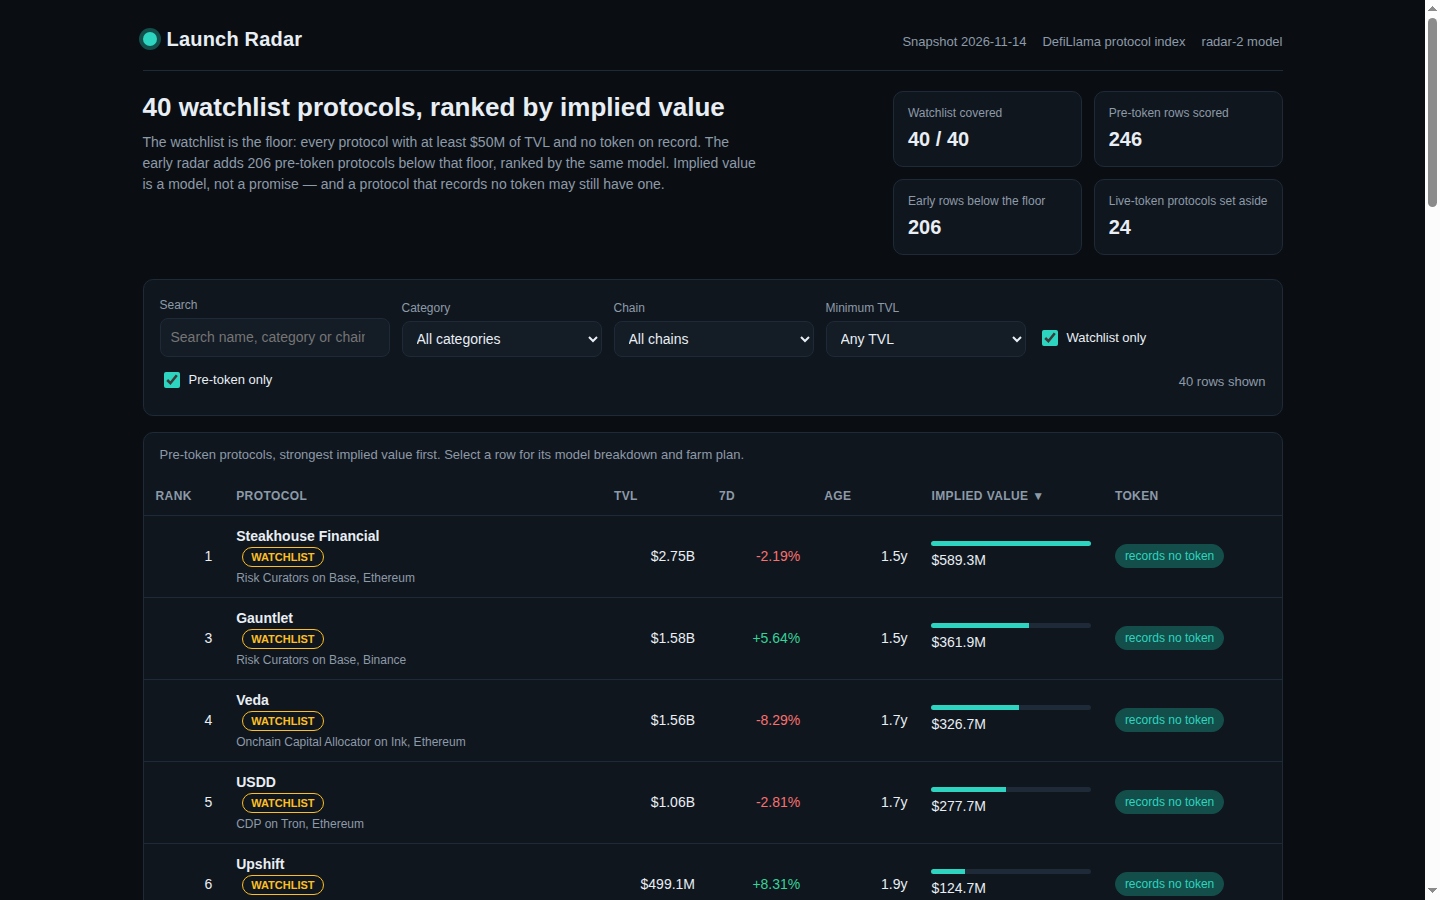 Launch Radar
Snapshot 2026-11-14 DefiLlama protocol index radar-2 model
40 watchlist protocols, ranked by implied value
The watchlist is the floor: every protocol with at least $50M of TVL and no token on record. The
early radar adds 206 pre-token protocols below that floor, ranked by the same model. Implied value
is a model, not a promise — and a protocol that records no token may still have one.
Watchlist covered
40 / 40
Pre-token rows scored
246
Early rows below the floor
206
Live-token protocols set aside
24
Search
Search name, category or chain
Category
All categories
Chain
All chains
Minimum TVL
Any TVL
Watchlist only
Pre-token only
40 rows shown
Pre-token protocols, strongest implied value first. Select a row for its model breakdown and farm plan.
RANK PROTOCOL TVL 7D AGE IMPLIED VALUE ▼ TOKEN
Steakhouse Financial
1 WATCHLIST $2.75B -2.19% 1.5y $589.3M records no token
Risk Curators on Base, Ethereum
Gauntlet
3 WATCHLIST $1.58B +5.64% 1.5y $361.9M records no token
Risk Curators on Base, Binance
Veda
4 WATCHLIST $1.56B -8.29% 1.7y $326.7M records no token
Onchain Capital Allocator on Ink, Ethereum
USDD
5 WATCHLIST $1.06B -2.81% 1.7y $277.7M records no token
CDP on Tron, Ethereum
Upshift
6 WATCHLIST $499.1M +8.31% 1.9y $124.7M records no token